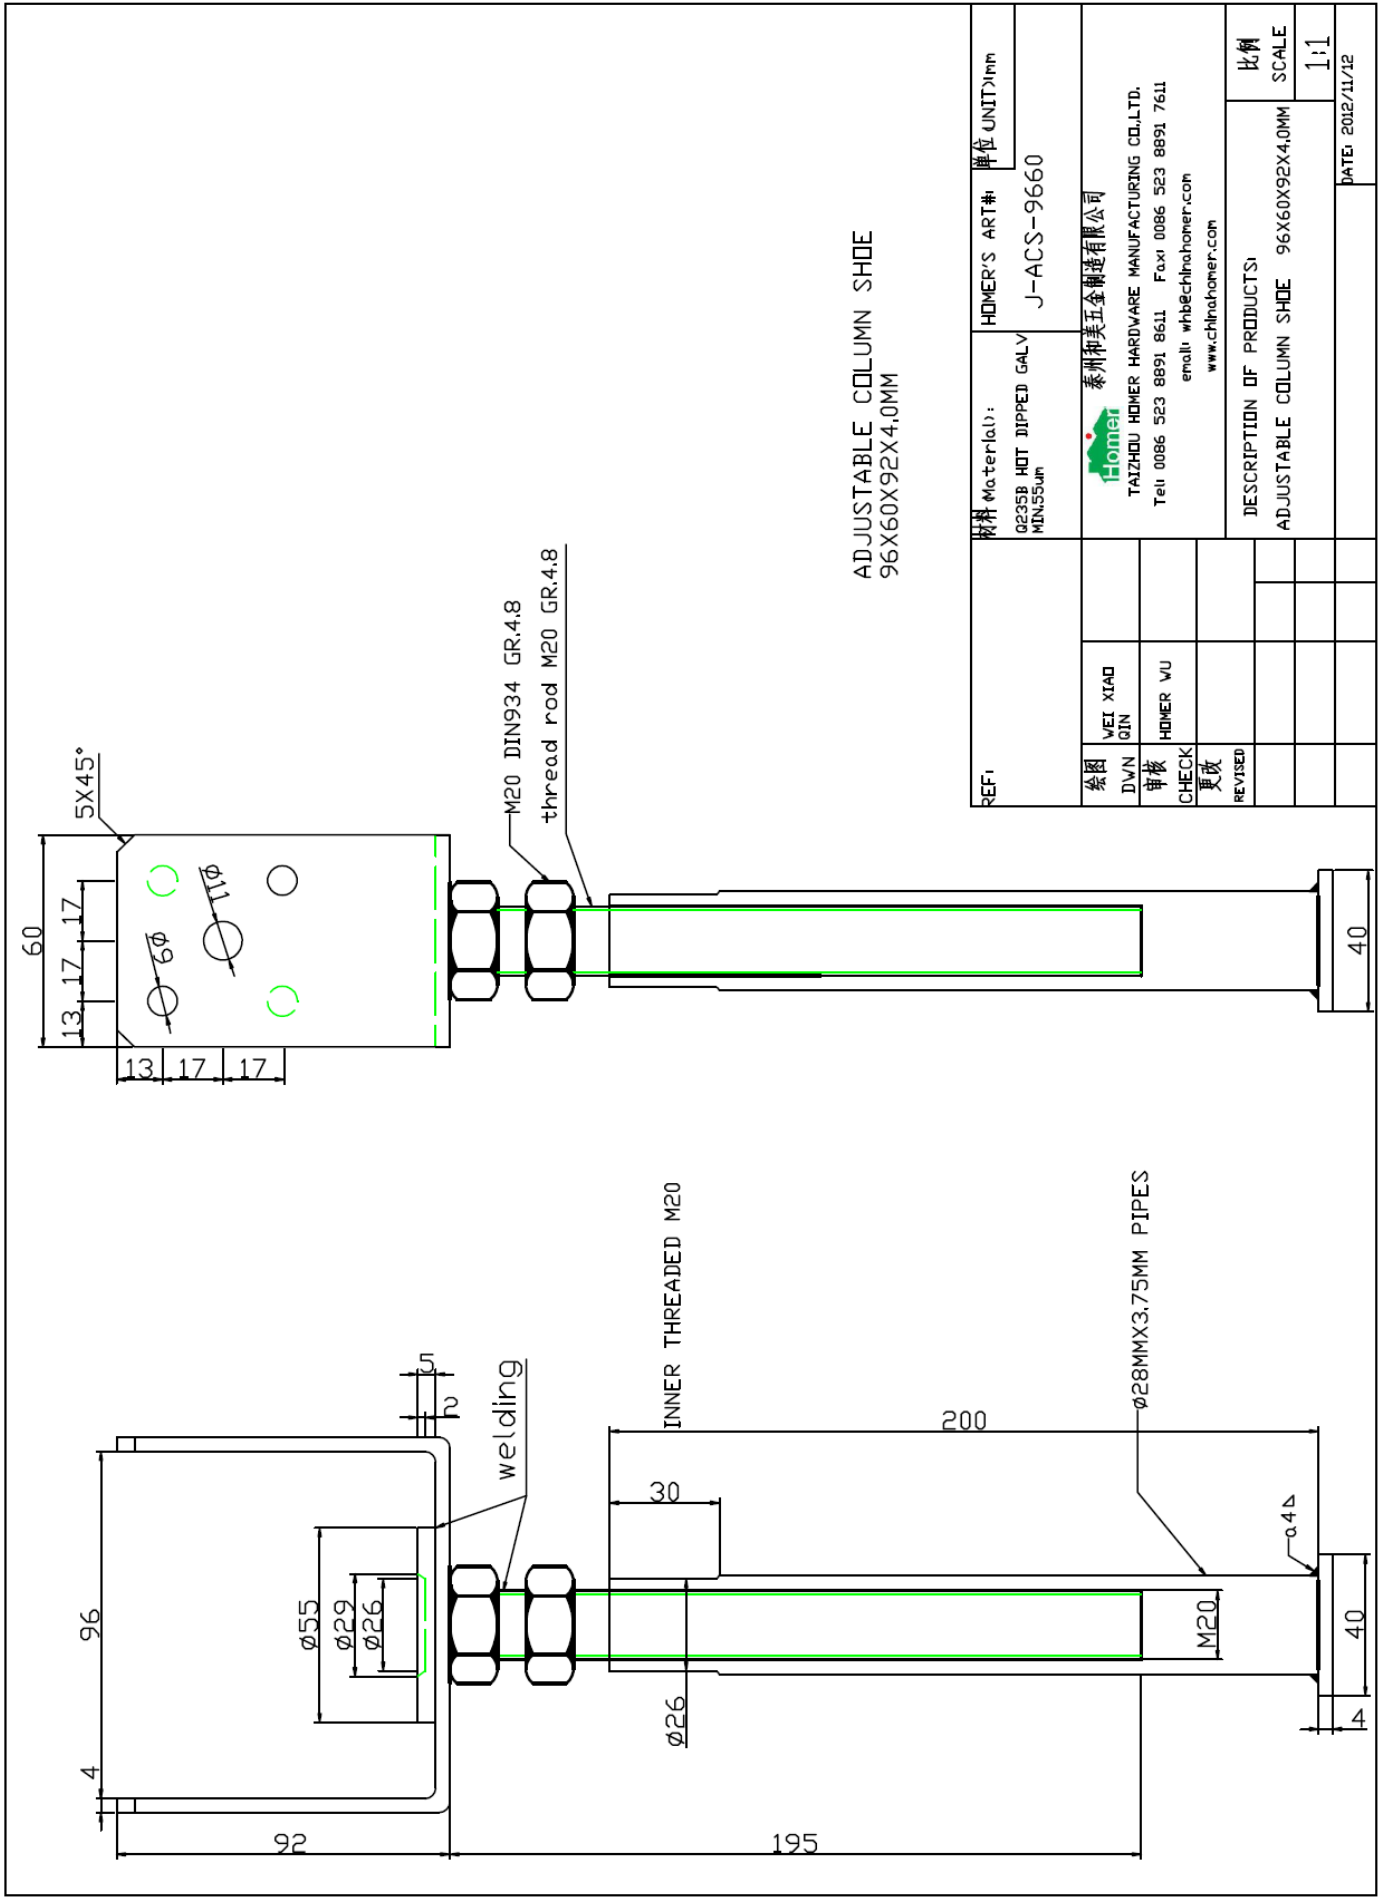 60
13
17
17
5X45°
φ9
φ11
13
17
17
M20 DIN934 GR.4.8
thread rod M20 GR.4.8
40
96
4
92
5
2
welding
φ55
φ29
φ26
195
200
30
INNER THREADED M20
φ26
φ28MMX3.75MM PIPES
M20
a4
40
4
ADJUSTABLE COLUMN SHOE
96X60X92X4.0MM
REF:
材料(Material):
Q235B HOT DIPPED GALV
MIN.55um
HOMER'S ART#:
J-ACS-9660
单位(UNIT):mm
绘图
DWN
WEI XIAO
QIN
审核
CHECK
HOMER WU
更改
REVISED
Homer
泰州和美五金制造有限公司
TAIZHOU HOMER HARDWARE MANUFACTURING CO.,LTD.
Tel: 0086 523 8891 8611 Fax: 0086 523 8891 7611
email: whb@chinahomer.com
www.chinahomer.com
DESCRIPTION OF PRODUCTS:
ADJUSTABLE COLUMN SHOE 96X60X92X4.0MM
比例
SCALE
1:1
DATE: 2012/11/12